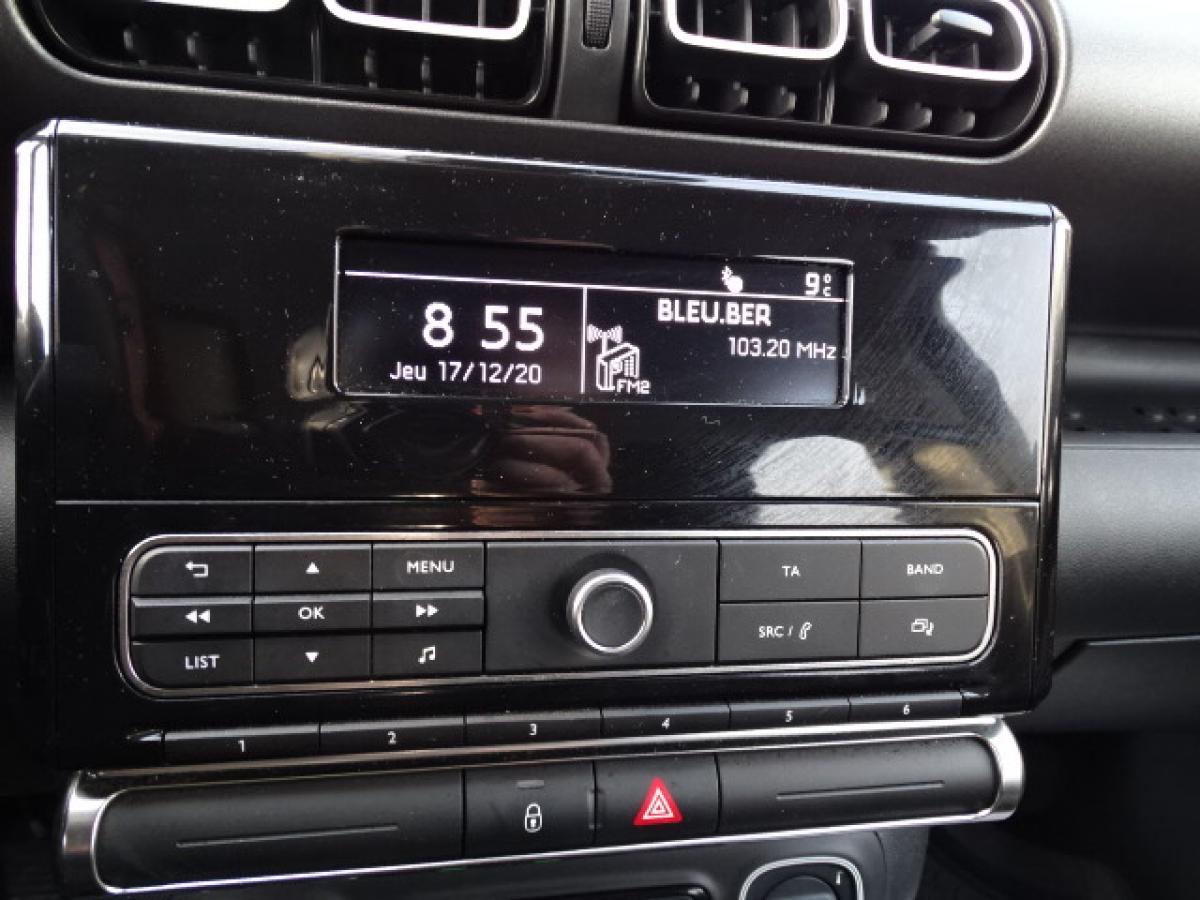 9°C
8 55
BLEU.BER
103.20 MHz
Jeu 17/12/20
FM2
MENU
TA
BAND
OK
SRC /
LIST
1 2 3 4 5 6